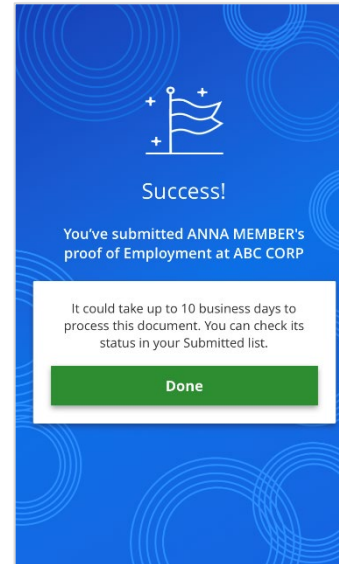 Success!
You've submitted ANNA MEMBER's
proof of Employment at ABC CORP
It could take up to 10 business days to
process this document. You can check its
status in your Submitted list.
Done